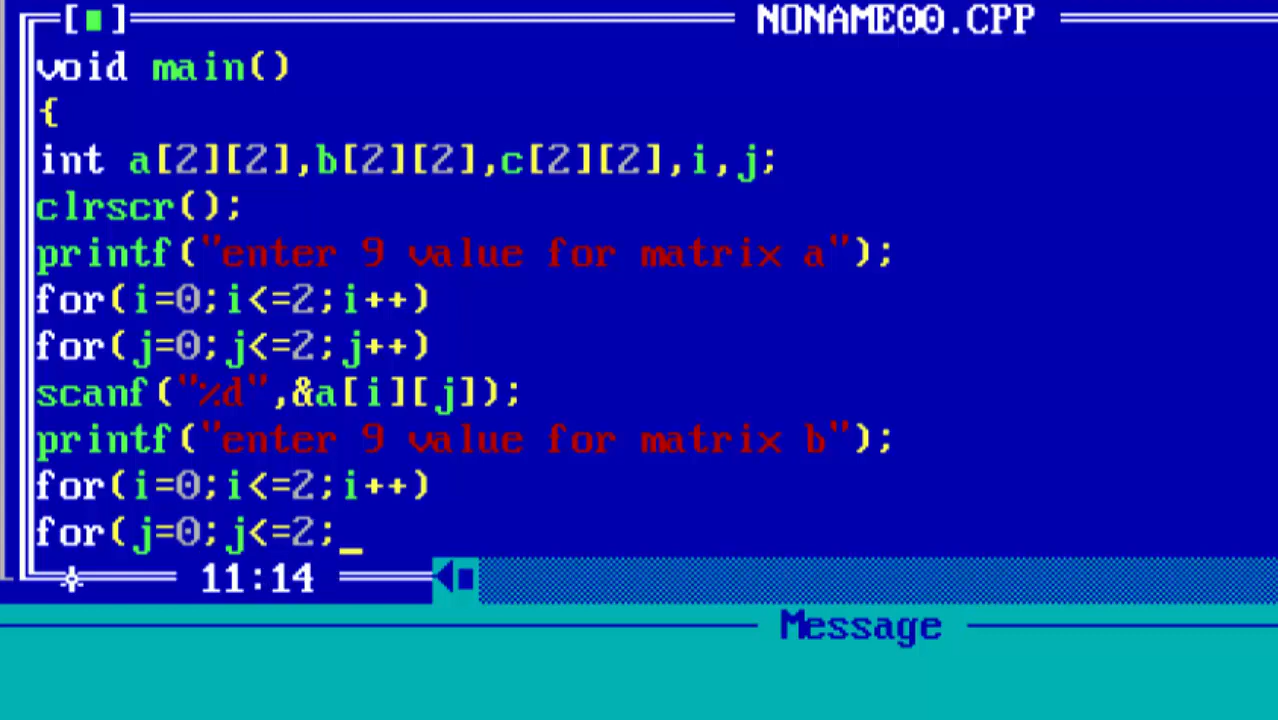 [■] NONAME00.CPP
void main()
{
int a[2][2],b[2][2],c[2][2],i,j;
clrscr();
printf("enter 9 value for matrix a");
for(i=0;i<=2;i++)
for(j=0;j<=2;j++)
scanf("%d",&a[i][j]);
printf("enter 9 value for matrix b");
for(i=0;i<=2;i++)
for(j=0;j<=2;_
11:14
Message